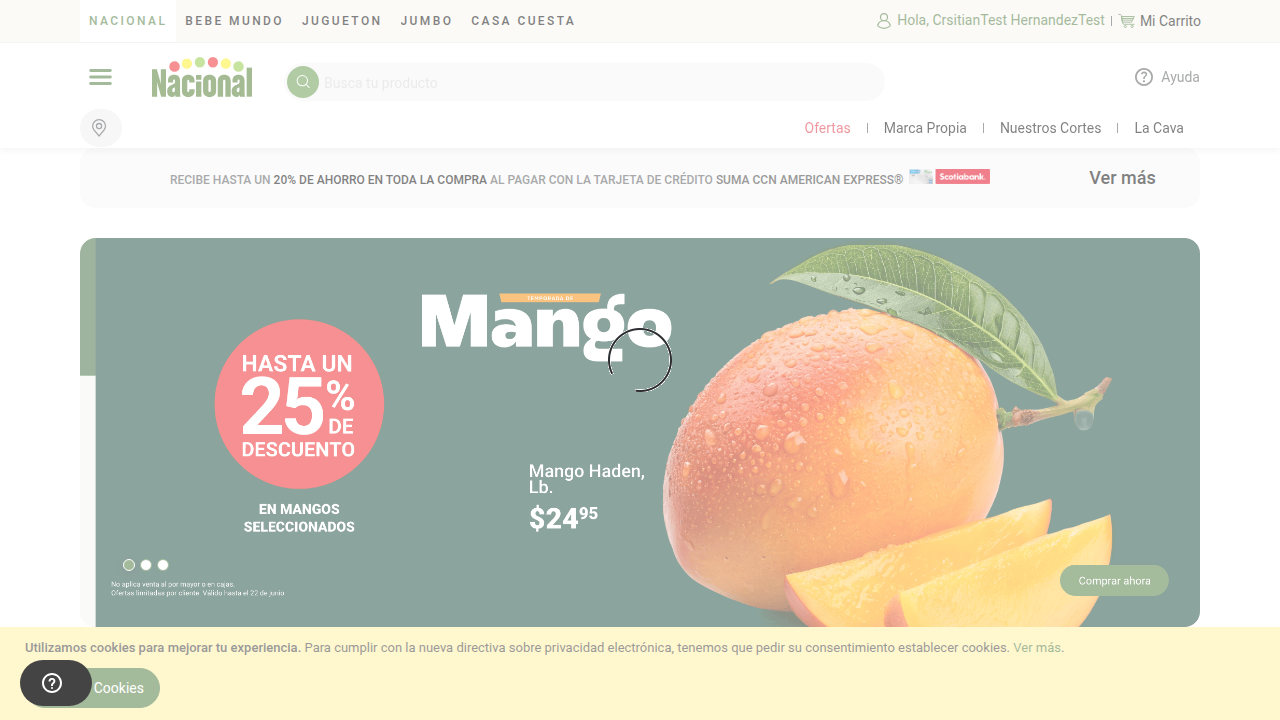 NACIONAL BEBE MUNDO JUGUETON JUMBO CASA CUESTA
Hola, CrsitianTest HernandezTest
Mi Carrito
Nacional
Busca tu producto
Ayuda
Ofertas
Marca Propia
Nuestros Cortes
La Cava
RECIBE HASTA UN 20% DE AHORRO EN TODA LA COMPRA AL PAGAR CON LA TARJETA DE CRÉDITO SUMA CCN AMERICAN EXPRESS®
Scotiabank.
Ver más
TEMPORADA DE
Mango
HASTA UN
25%
DE
DESCUENTO
EN MANGOS
SELECCIONADOS
Mango Haden,
Lb.
$24.95
No aplica venta al por mayor o en cajas.
Ofertas limitadas por cliente. Válido hasta el 22 de junio
Comprar ahora
Utilizamos cookies para mejorar tu experiencia. Para cumplir con la nueva directiva sobre privacidad electrónica, tenemos que pedir su consentimiento establecer cookies. Ver más.
Cookies